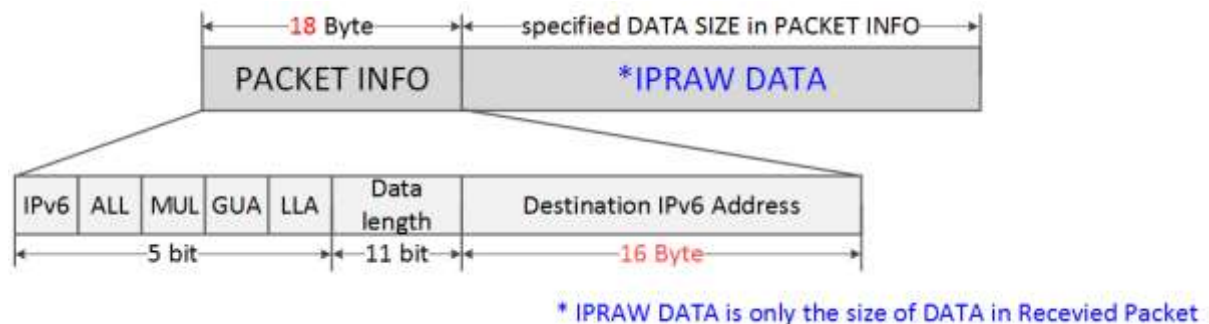 18 Byte specified DATA SIZE in PACKET INFO
PACKET INFO *IPRAW DATA
IPv6 ALL MUL GUA LLA Data length Destination IPv6 Address
5 bit 11 bit 16 Byte
* IPRAW DATA is only the size of DATA in Recevied Packet